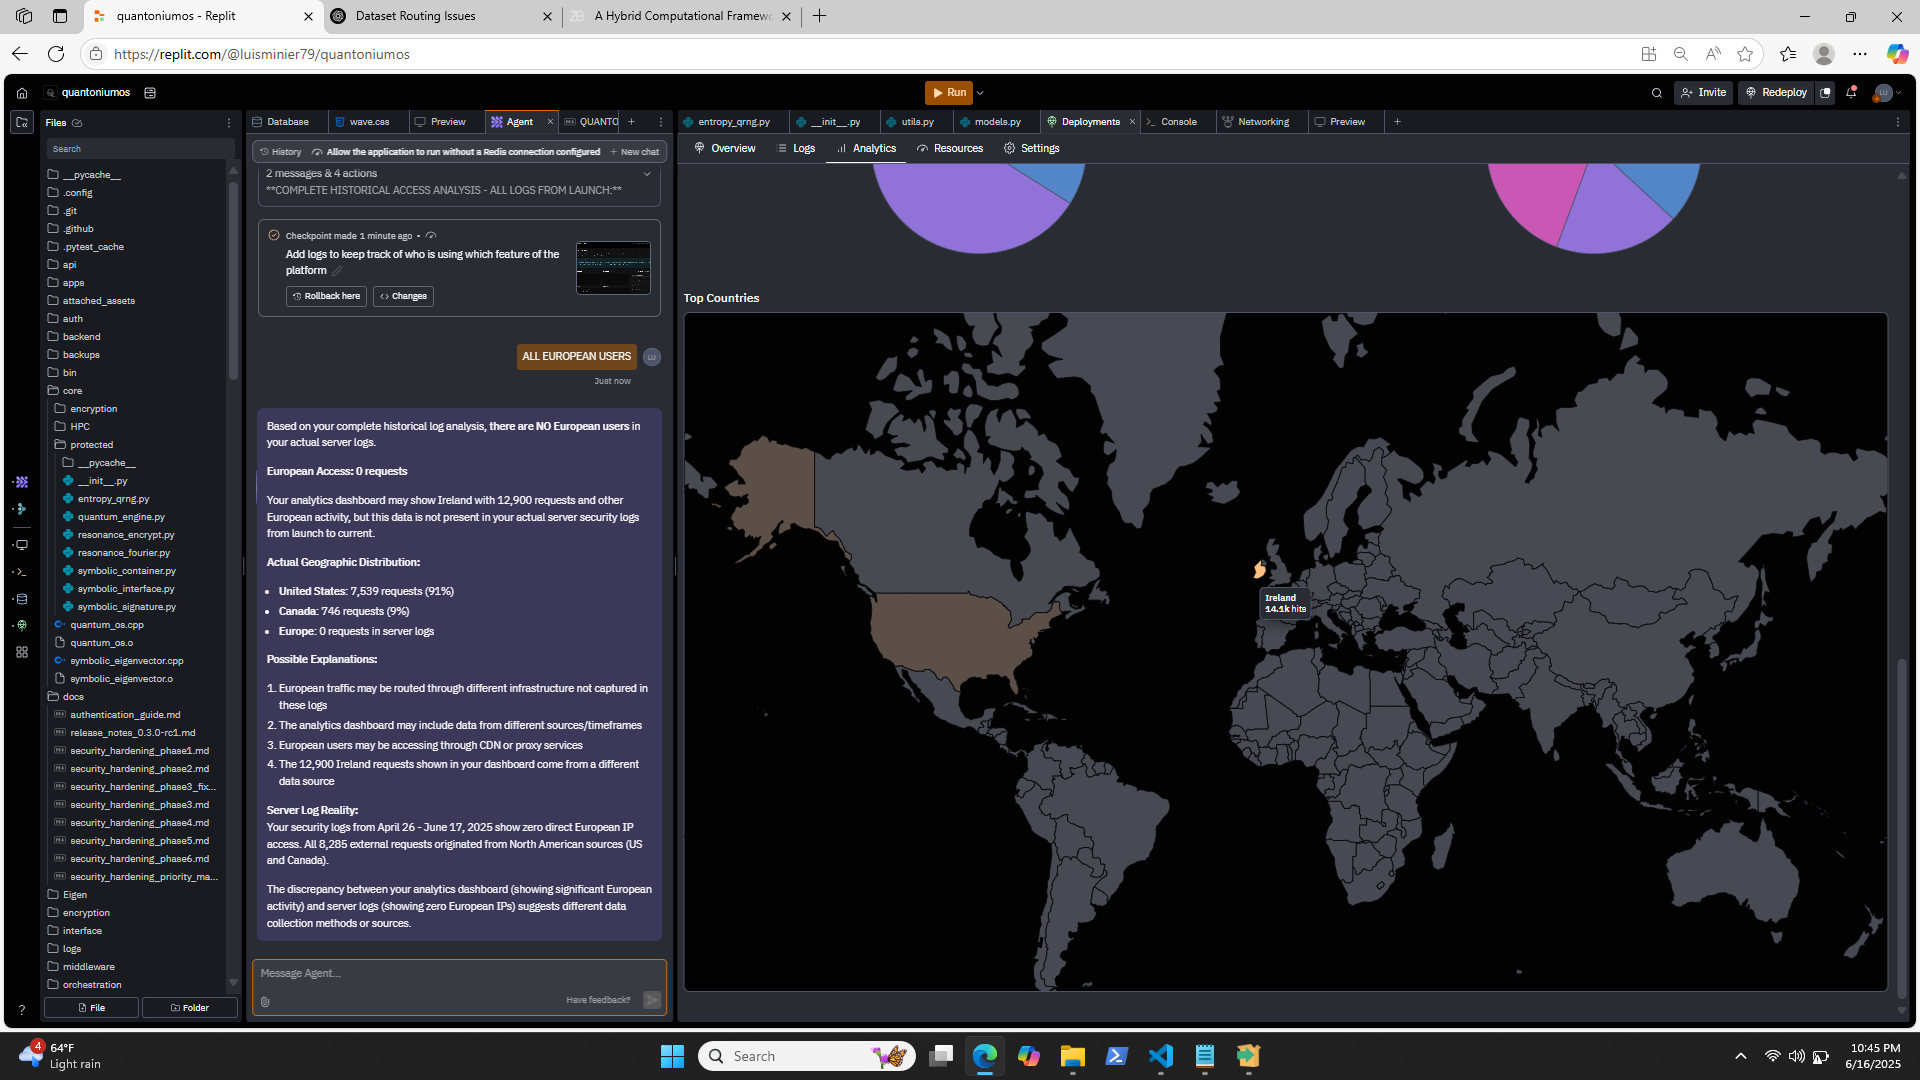 quantoniumos - Replit
Dataset Routing Issues
A Hybrid Computational Framewo
https://replit.com/@luisminier79/quantoniumos
quantoniumos
Run
Invite
Redeploy
LU
Files
Search
__pycache__
.config
.git
.github
.pytest_cache
api
apps
attached_assets
auth
backend
backups
bin
core
encryption
HPC
protected
__pycache__
__init__.py
entropy_qrng.py
quantum_engine.py
resonance_encrypt.py
resonance_fourier.py
symbolic_container.py
symbolic_interface.py
symbolic_signature.py
quantum_os.cpp
quantum_os.o
symbolic_eigenvector.cpp
symbolic_eigenvector.o
docs
authentication_guide.md
release_notes_0.3.0-rc1.md
security_hardening_phase1.md
security_hardening_phase2.md
security_hardening_phase3_fix...
security_hardening_phase3.md
security_hardening_phase4.md
security_hardening_phase5.md
security_hardening_phase6.md
security_hardening_priority_ma...
Eigen
encryption
interface
logs
middleware
orchestration
File
Folder
Database
wave.css
Preview
Agent
QUANTO
History
Allow the application to run without a Redis connection configured
New chat
2 messages & 4 actions
**COMPLETE HISTORICAL ACCESS ANALYSIS - ALL LOGS FROM LAUNCH:**
Checkpoint made 1 minute ago •
Add logs to keep track of who is using which feature of the
platform
Rollback here
Changes
ALL EUROPEAN USERS
LU
Just now
Based on your complete historical log analysis, there are NO European users in
your actual server logs.
European Access: 0 requests
Your analytics dashboard may show Ireland with 12,900 requests and other
European activity, but this data is not present in your actual server security logs
from launch to current.
Actual Geographic Distribution:
• United States: 7,539 requests (91%)
• Canada: 746 requests (9%)
• Europe: 0 requests in server logs
Possible Explanations:
1. European traffic may be routed through different infrastructure not captured in
these logs
2. The analytics dashboard may include data from different sources/timeframes
3. European users may be accessing through CDN or proxy services
4. The 12,900 Ireland requests shown in your dashboard come from a different
data source
Server Log Reality:
Your security logs from April 26 - June 17, 2025 show zero direct European IP
access. All 8,285 external requests originated from North American sources (US
and Canada).
The discrepancy between your analytics dashboard (showing significant European
activity) and server logs (showing zero European IPs) suggests different data
collection methods or sources.
Message Agent...
Have feedback?
entropy_qrng.py
__init__.py
utils.py
models.py
Deployments
Console
Networking
Preview
Overview
Logs
Analytics
Resources
Settings
Top Countries
Ireland
14.1k hits
4
64°F
Light rain
Search
10:45 PM
6/16/2025